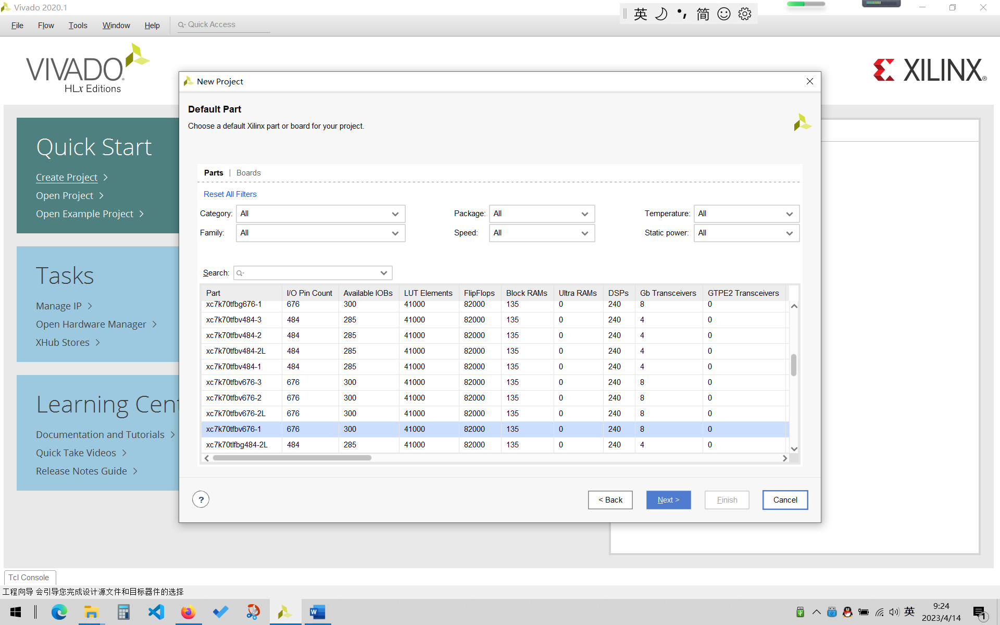 Vivado 2020.1
英 简
File Flow Tools Window Help Quick Access
VIVADO
HLx Editions
XILINX®
New Project
Default Part
Choose a default Xilinx part or board for your project.
Quick Start
Create Project
Open Project
Open Example Project
Tasks
Manage IP
Open Hardware Manager
XHub Stores
Learning Cent
Documentation and Tutorials
Quick Take Videos
Release Notes Guide
Parts | Boards
Reset All Filters
Category: All Package: All Temperature: All
Family: All Speed: All Static power: All
Search:
Part I/O Pin Count Available IOBs LUT Elements FlipFlops Block RAMs Ultra RAMs DSPs Gb Transceivers GTPE2 Transceivers
xc7k70tfbg676-1 676 300 41000 82000 135 0 240 8 0
xc7k70tfbv484-3 484 285 41000 82000 135 0 240 4 0
xc7k70tfbv484-2 484 285 41000 82000 135 0 240 4 0
xc7k70tfbv484-2L 484 285 41000 82000 135 0 240 4 0
xc7k70tfbv484-1 484 285 41000 82000 135 0 240 4 0
xc7k70tfbv676-3 676 300 41000 82000 135 0 240 8 0
xc7k70tfbv676-2 676 300 41000 82000 135 0 240 8 0
xc7k70tfbv676-2L 676 300 41000 82000 135 0 240 8 0
xc7k70tfbv676-1 676 300 41000 82000 135 0 240 8 0
xc7k70tlfbg484-2L 484 285 41000 82000 135 0 240 4 0
? < Back Next > Finish Cancel
Tcl Console
工程向导 会引导您完成设计源文件和目标器件的选择
英 9:24
2023/4/14
1